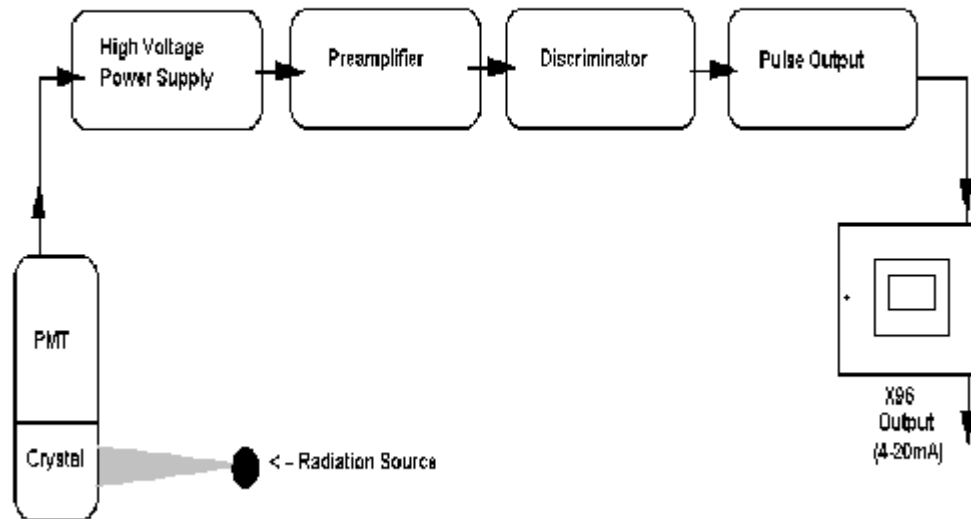 High Voltage
Power Supply
Preamplifier
Discriminator
Pulse Output
PMT
Crystal
< - Radiation Source
X96
Output
(4-20mA)